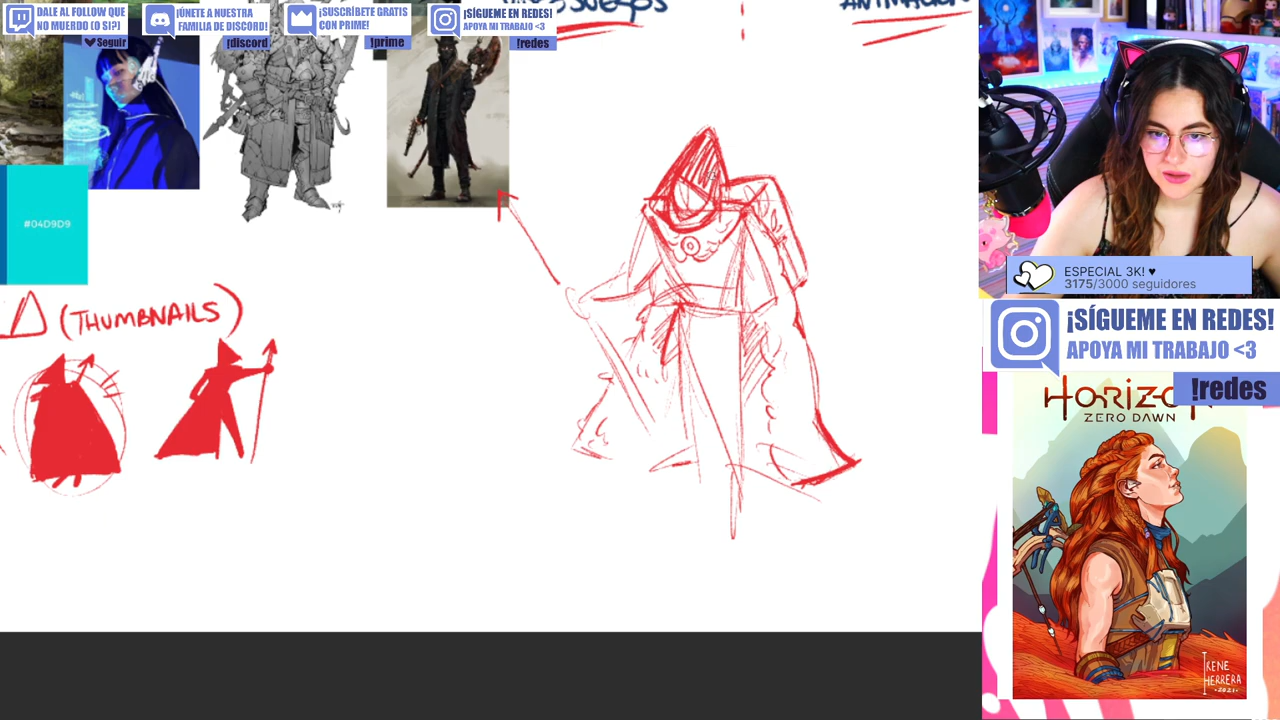 DALE AL FOLLOW QUE
NO MUERDO (O SI?)
Seguir
¡ÚNETE A NUESTRA
FAMILIA DE DISCORD!
!discord
¡SUSCRÍBETE GRATIS
CON PRIME!
!prime
¡SÍGUEME EN REDES!
APOYA MI TRABAJO <3
!redes
#04D9D9
(THUMBNAILS)
ESPECIAL 3K! ♥
3175/3000 seguidores
¡SÍGUEME EN REDES!
APOYA MI TRABAJO <3
!redes
ZERO DAWN
IRENE
HERRERA
·2021·